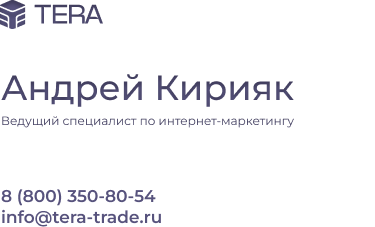 TERA
Андрей Кирияк
Ведущий специалист по интернет-маркетингу
8 (800) 350-80-54
info@tera-trade.ru